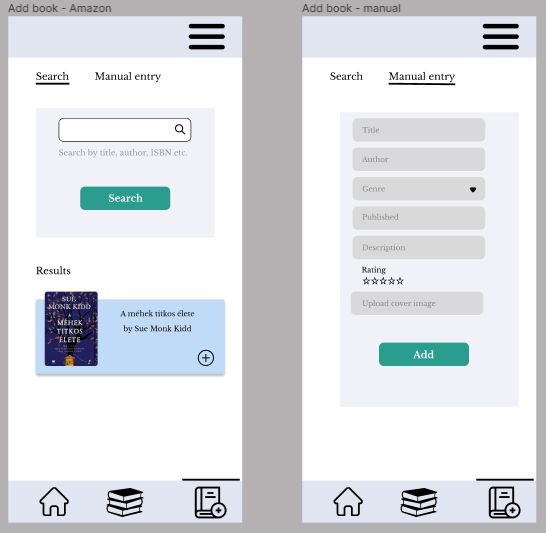 Add book - Amazon
Search
Manual entry
Search by title, author, ISBN etc.
Search
Results
SUE
MONK KIDD
A
MÉHEK
TITKOS
ÉLETE
A méhek titkos élete
by Sue Monk Kidd
Add book - manual
Search
Manual entry
Title
Author
Genre
Published
Description
Rating
Upload cover image
Add